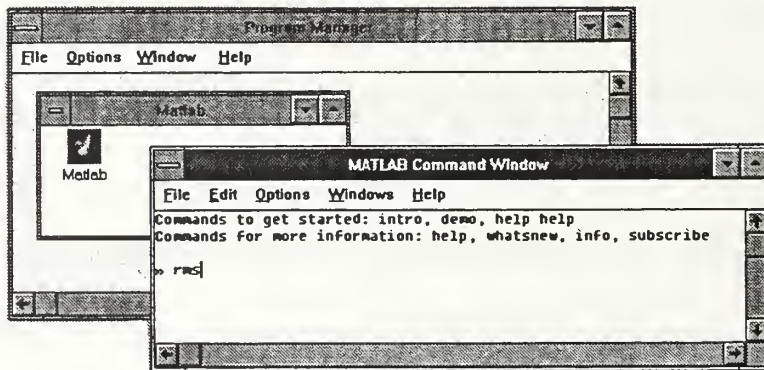 Program Manager
File Options Window Help
Matlab
Matlab
MATLAB Command Window
File Edit Options Windows Help
Commands to get started: intro, demo, help help
Commands for more information: help, whatsnew, info, subscribe
» rms